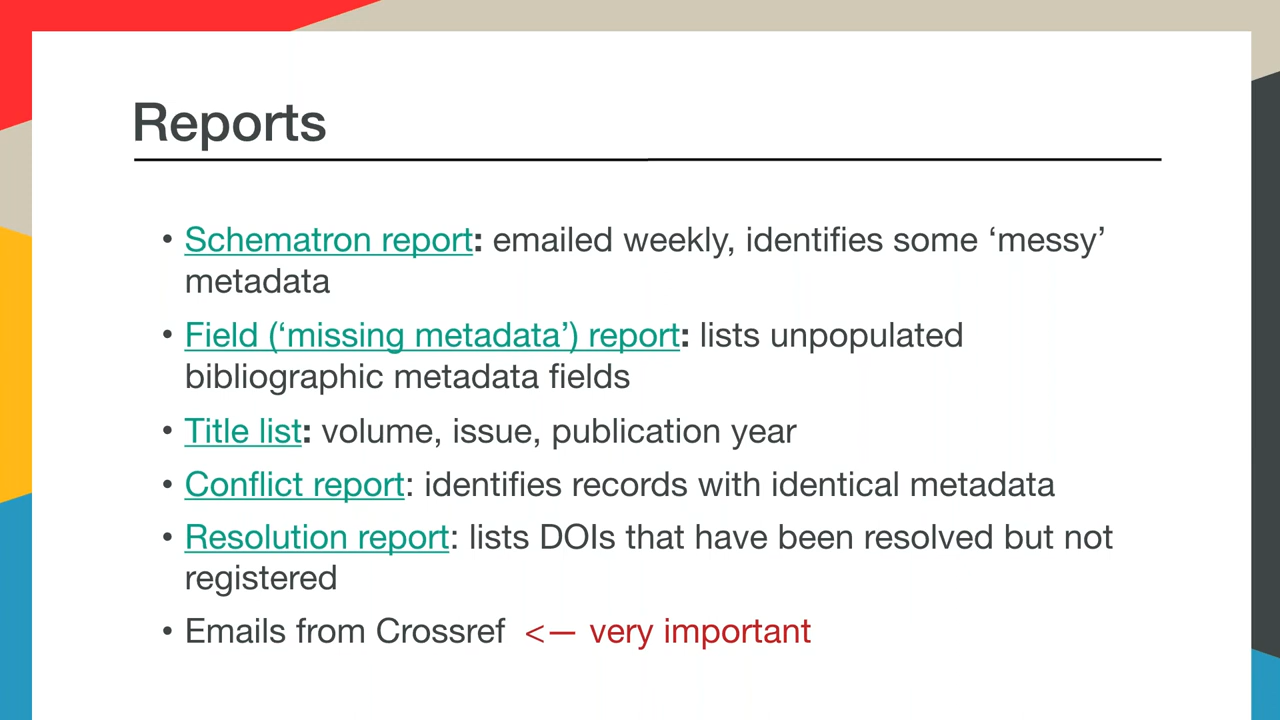 Reports
• Schematron report: emailed weekly, identifies some ‘messy’
metadata
• Field (‘missing metadata’) report: lists unpopulated
bibliographic metadata fields
• Title list: volume, issue, publication year
• Conflict report: identifies records with identical metadata
• Resolution report: lists DOIs that have been resolved but not
registered
• Emails from Crossref <— very important